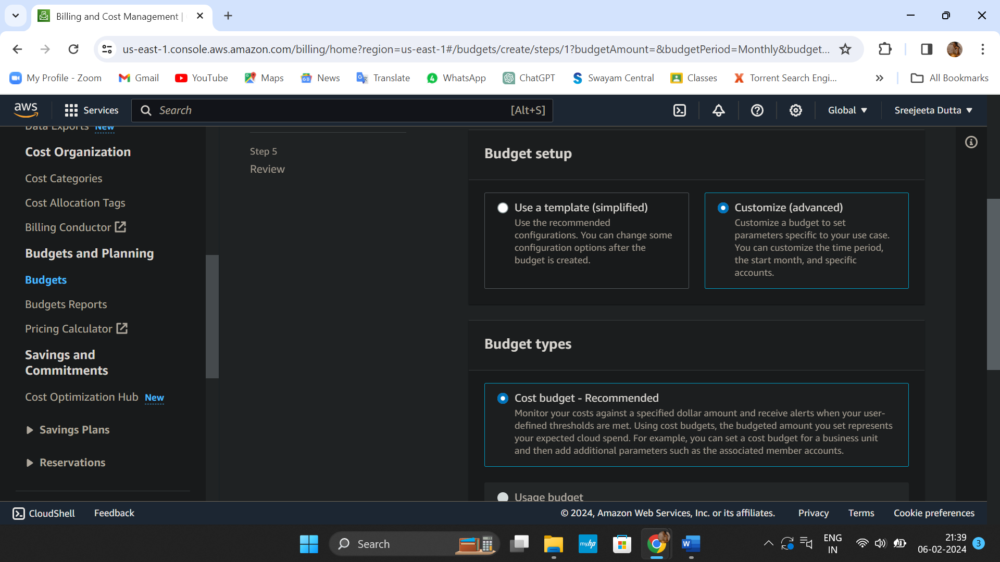 Billing and Cost Management |
us-east-1.console.aws.amazon.com/billing/home?region=us-east-1#/budgets/create/steps/1?budgetAmount=&budgetPeriod=Monthly&budget...
My Profile - Zoom
Gmail
YouTube
Maps
News
Translate
4
WhatsApp
ChatGPT
Swayam Central
Classes
Torrent Search Engi...
All Bookmarks
aws
Services
Search
[Alt+S]
Global
Sreejeeta Dutta
Data Exports New
Cost Organization
Cost Categories
Cost Allocation Tags
Billing Conductor
Budgets and Planning
Budgets
Budgets Reports
Pricing Calculator
Savings and
Commitments
Cost Optimization Hub New
Savings Plans
Reservations
Step 5
Review
Budget setup
Use a template (simplified)
Use the recommended
configurations. You can change some
configuration options after the
budget is created.
Customize (advanced)
Customize a budget to set
parameters specific to your use case.
You can customize the time period,
the start month, and specific
accounts.
Budget types
Cost budget - Recommended
Monitor your costs against a specified dollar amount and receive alerts when your user-
defined thresholds are met. Using cost budgets, the budgeted amount you set represents
your expected cloud spend. For example, you can set a cost budget for a business unit
and then add additional parameters such as the associated member accounts.
Usage budget
CloudShell
Feedback
© 2024, Amazon Web Services, Inc. or its affiliates.
Privacy
Terms
Cookie preferences
Search
myhp
W
ENG
IN
21:39
06-02-2024
3